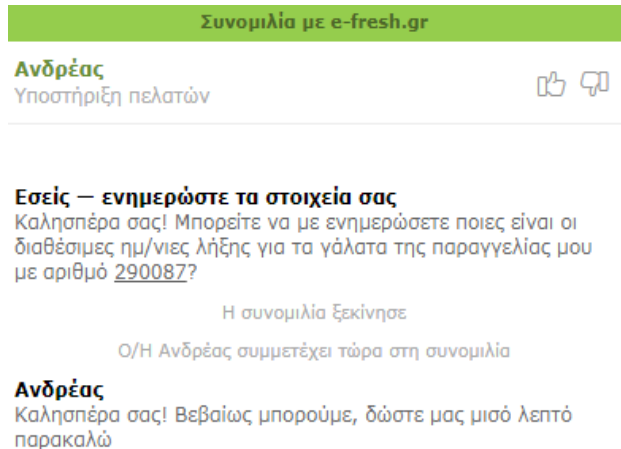 Συνομιλία με e-fresh.gr
Ανδρέας
Υποστήριξη πελατών
Εσείς — ενημερώστε τα στοιχεία σας
Καλησπέρα σας! Μπορείτε να με ενημερώσετε ποιες είναι οι
διαθέσιμες ημ/νιες λήξης για τα γάλατα της παραγγελίας μου
με αριθμό 290087?
Η συνομιλία ξεκίνησε
Ο/Η Ανδρέας συμμετέχει τώρα στη συνομιλία
Ανδρέας
Καλησπέρα σας! Βεβαίως μπορούμε, δώστε μας μισό λεπτό
παρακαλώ